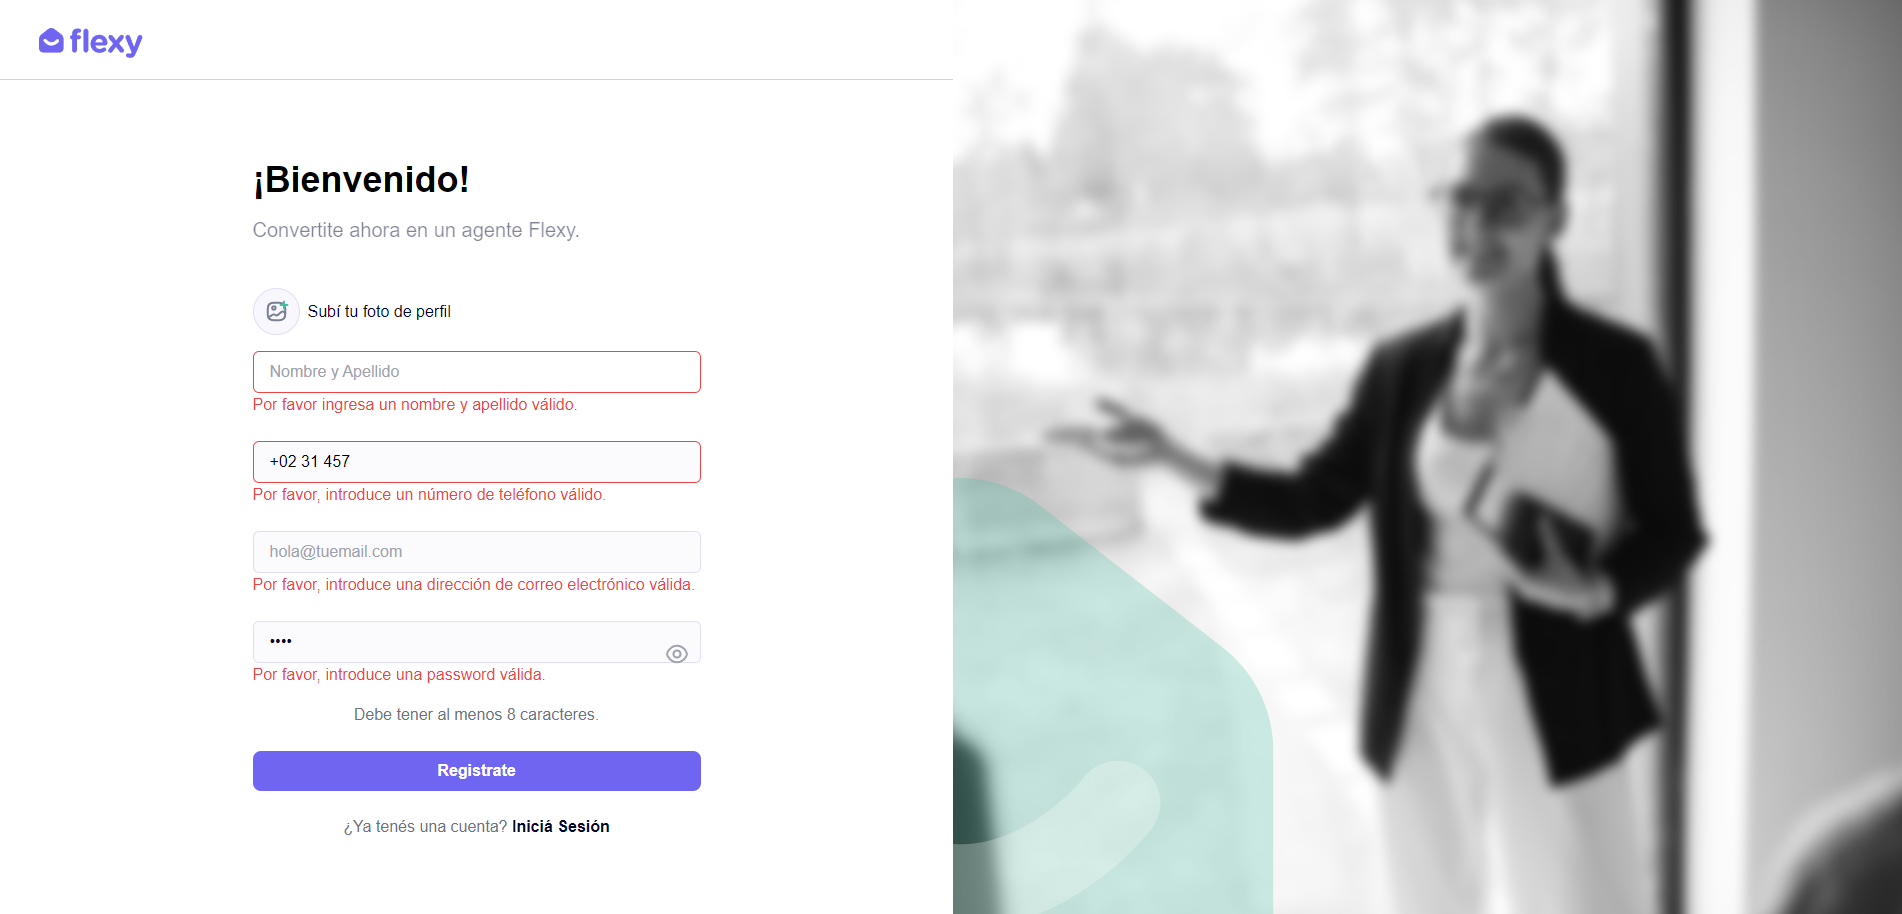 flexy
¡Bienvenido!
Convertite ahora en un agente Flexy.
Subí tu foto de perfil
Nombre y Apellido
Por favor ingresa un nombre y apellido válido.
+02 31 457
Por favor, introduce un número de teléfono válido.
hola@tuemail.com
Por favor, introduce una dirección de correo electrónico válida.
••••
Por favor, introduce una password válida.
Debe tener al menos 8 caracteres.
Registrate
¿Ya tenés una cuenta? Iniciá Sesión